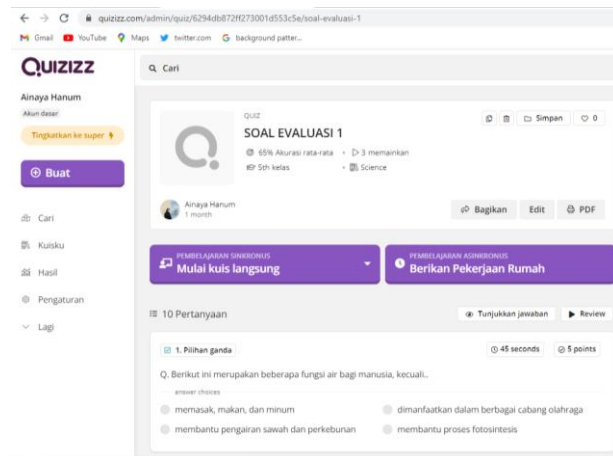 quizizz.com/admin/quiz/6294db872ff273001d553c5e/soal-evaluasi-1
Gmail YouTube Maps twitter.com background patter...
QUIZIZZ
Cari
Ainaya Hanum
Akun dasar
Tingkatkan ke super
Buat
Cari
Kuisku
Hasil
Pengaturan
Lagi
QUIZ
SOAL EVALUASI 1
65% Akurasi rata-rata • 3 memainkan
5th kelas • Science
Simpan 0
Ainaya Hanum
1 month
Bagikan Edit PDF
PEMBELAJARAN SINKRONUS
Mulai kuis langsung
PEMBELAJARAN ASINKRONUS
Berikan Pekerjaan Rumah
10 Pertanyaan
Tunjukkan jawaban Review
1. Pilihan ganda
45 seconds 5 points
Q. Berikut ini merupakan beberapa fungsi air bagi manusia, kecuali..
answer choices
memasak, makan, dan minum
dimanfaatkan dalam berbagai cabang olahraga
membantu pengairan sawah dan perkebunan
membantu proses fotosintesis